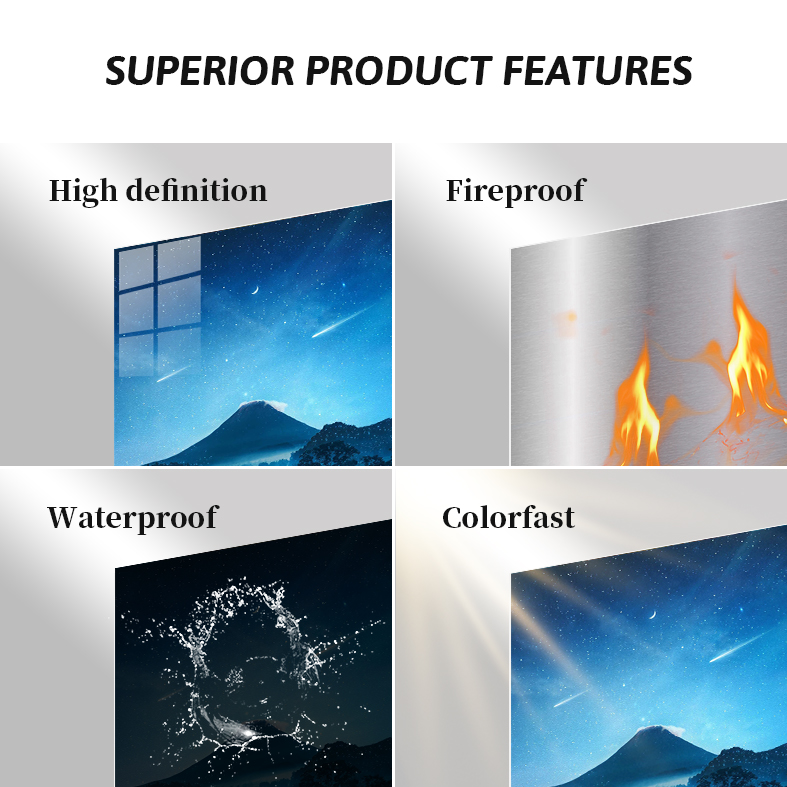 SUPERIOR PRODUCT FEATURES
High definition
Fireproof
Waterproof
Colorfast